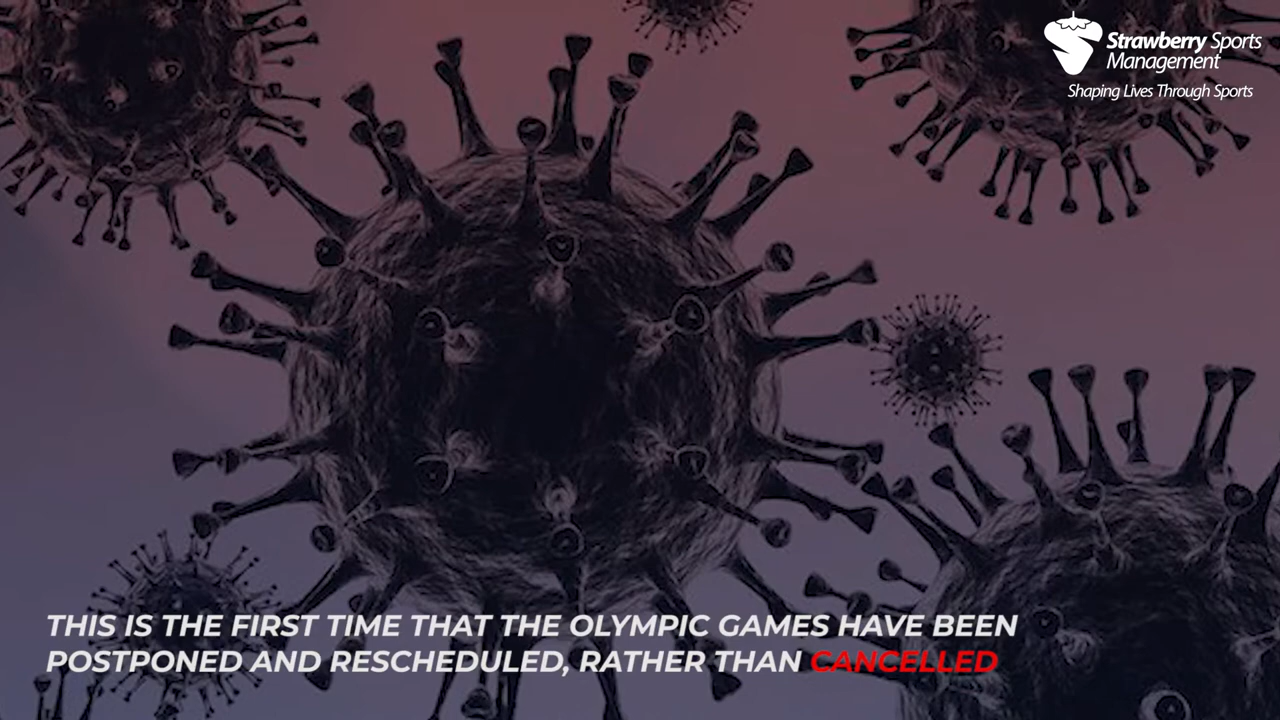 Strawberry Sports
Management
Shaping Lives Through Sports
THIS IS THE FIRST TIME THAT THE OLYMPIC GAMES HAVE BEEN
POSTPONED AND RESCHEDULED, RATHER THAN CANCELLED